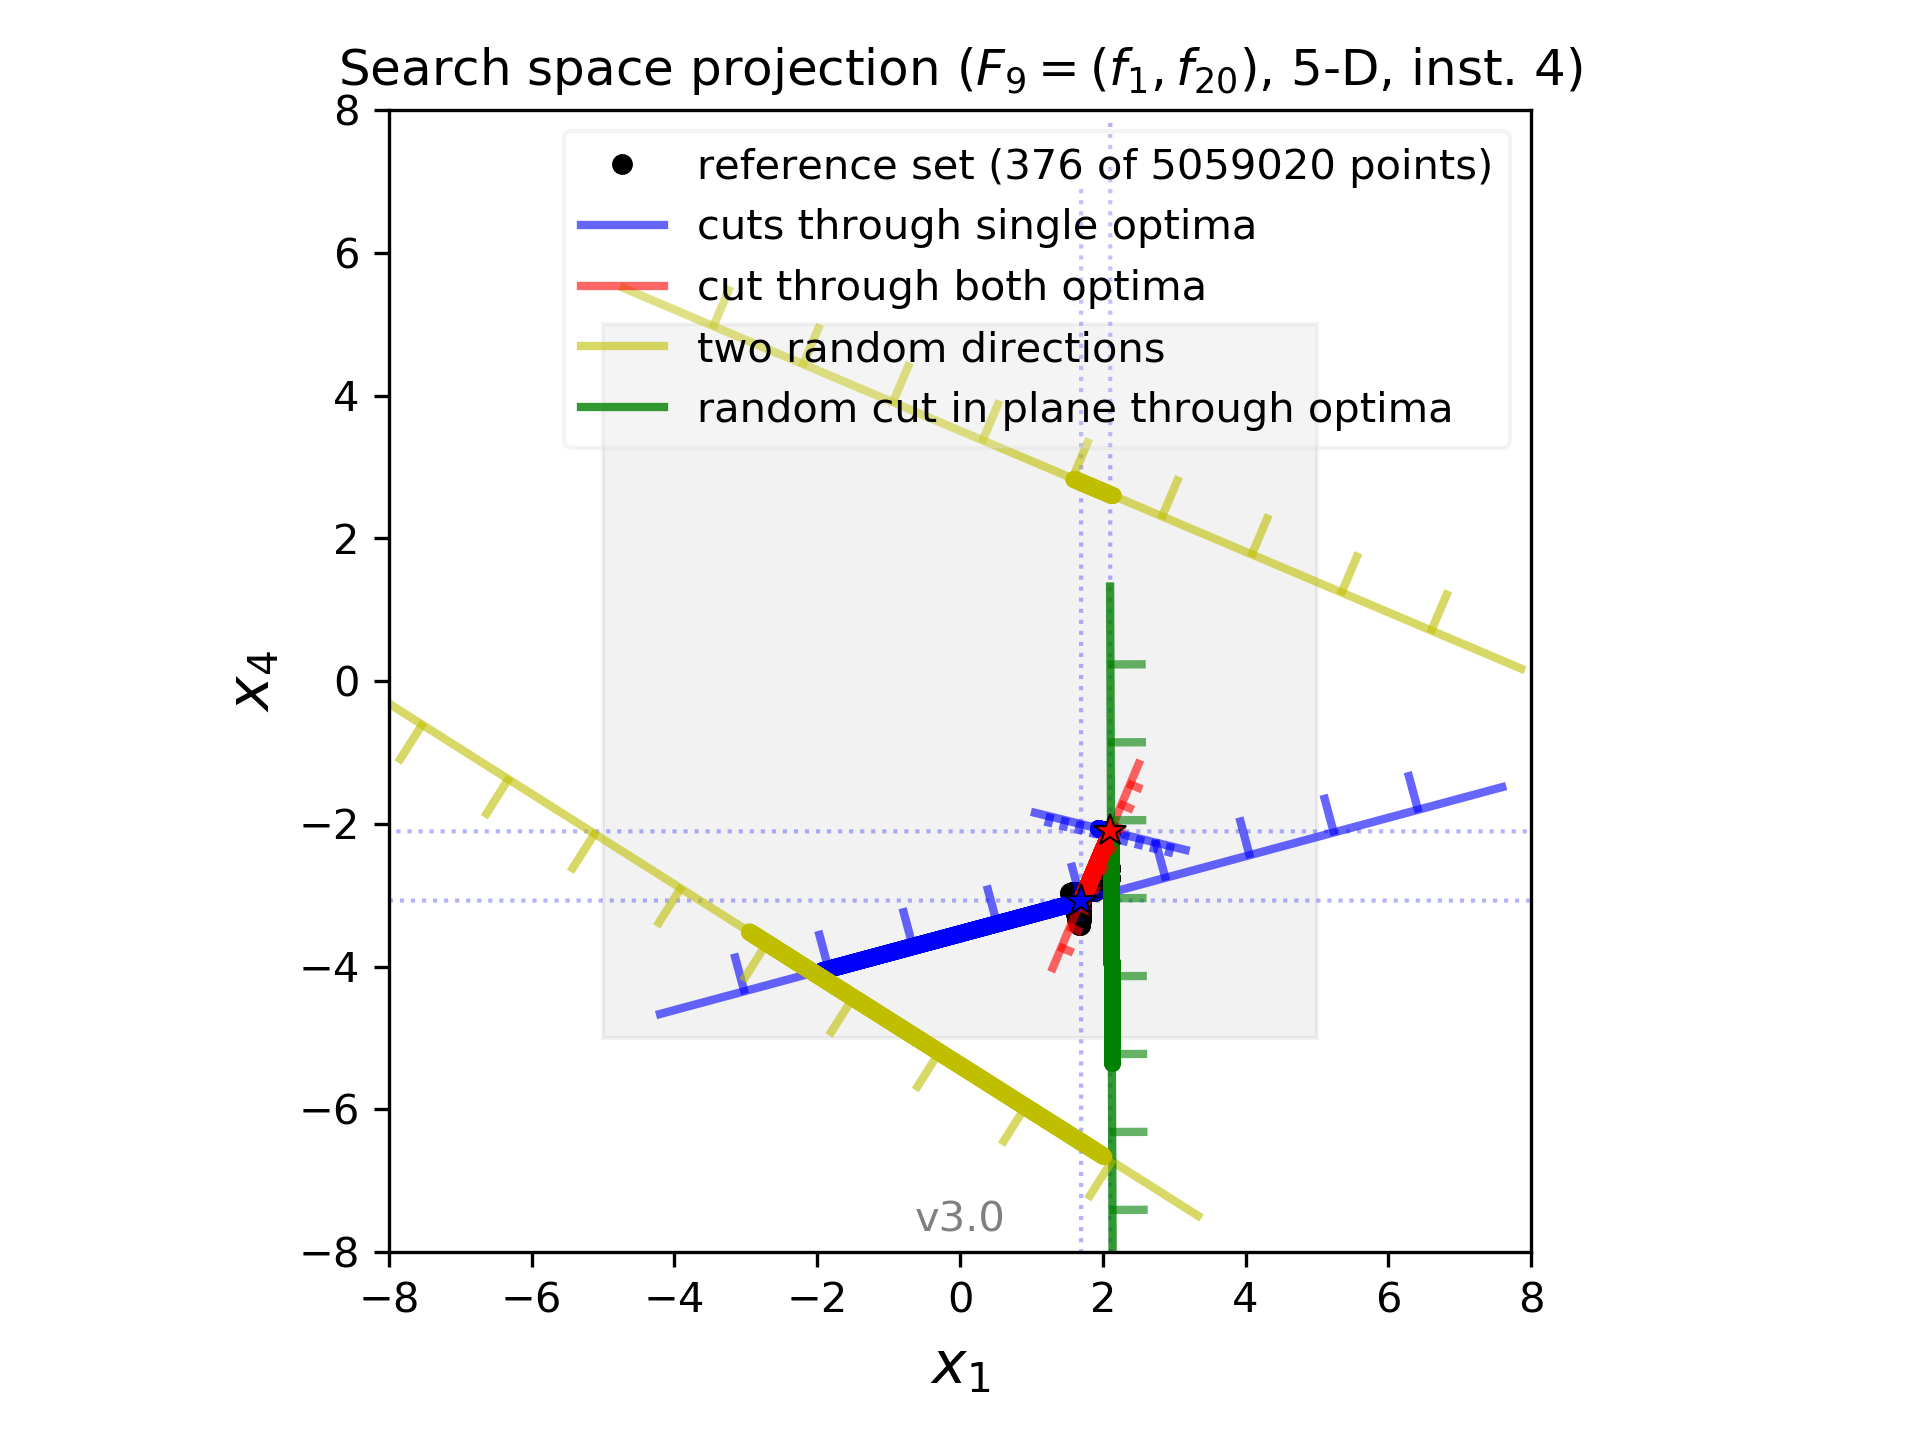 Search space projection (F₉ = (f₁, f₂₀), 5-D, inst. 4)
8
6
4
2
0
−2
−4
−6
−8
x₄
reference set (376 of 5059020 points)
cuts through single optima
cut through both optima
two random directions
random cut in plane through optima
v3.0
−8 −6 −4 −2 0 2 4 6 8
x₁